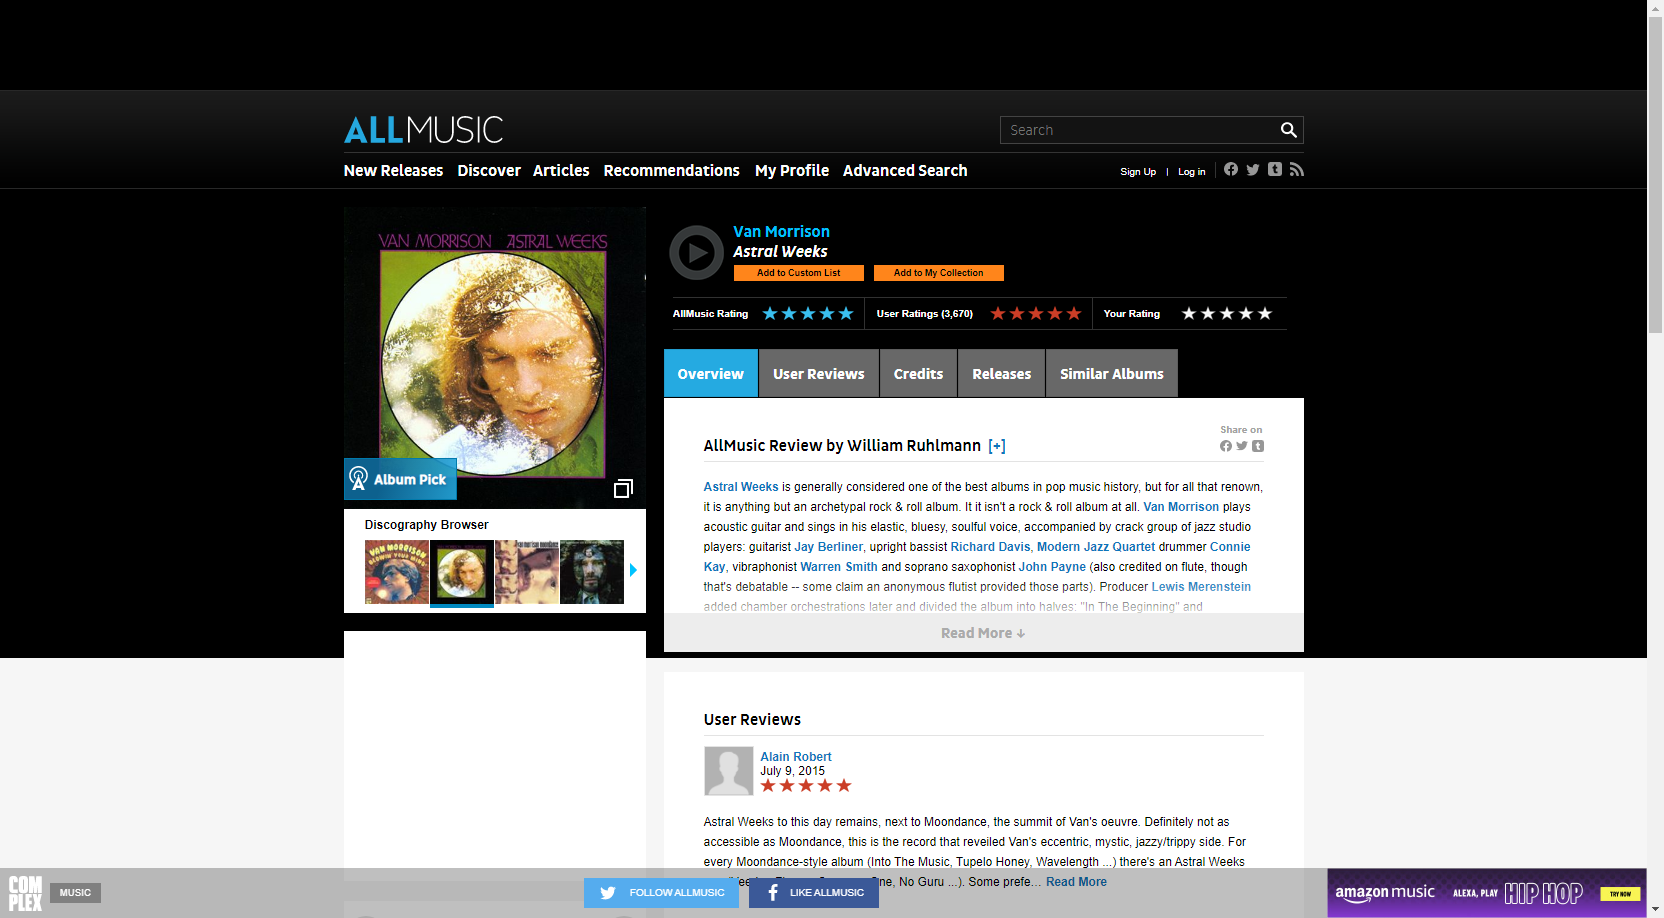 ALLMUSIC
Search
New Releases Discover Articles Recommendations My Profile Advanced Search
Sign Up | Log in
VAN MORRISON ASTRAL WEEKS
Album Pick
Van Morrison
Astral Weeks
Add to Custom List Add to My Collection
AllMusic Rating User Ratings (3,670) Your Rating
Overview User Reviews Credits Releases Similar Albums
Share on
AllMusic Review by William Ruhlmann [+]
Astral Weeks is generally considered one of the best albums in pop music history, but for all that renown,
it is anything but an archetypal rock & roll album. It it isn't a rock & roll album at all. Van Morrison plays
acoustic guitar and sings in his elastic, bluesy, soulful voice, accompanied by crack group of jazz studio
players: guitarist Jay Berliner, upright bassist Richard Davis, Modern Jazz Quartet drummer Connie
Kay, vibraphonist Warren Smith and soprano saxophonist John Payne (also credited on flute, though
that's debatable -- some claim an anonymous flutist provided those parts). Producer Lewis Merenstein
added chamber orchestrations later and divided the album into halves: "In The Beginning" and
Read More ↓
Discography Browser
VAN MORRISON
van morrison moondance
User Reviews
Alain Robert
July 9, 2015
Astral Weeks to this day remains, next to Moondance, the summit of Van's oeuvre. Definitely not as
accessible as Moondance, this is the record that reveiled Van's eccentric, mystic, jazzy/trippy side. For
every Moondance-style album (Into The Music, Tupelo Honey, Wavelength ...) there's an Astral Weeks
No Guru ...). Some prefe... Read More
COMPLEX
MUSIC
FOLLOW ALLMUSIC
LIKE ALLMUSIC
amazon music ALEXA, PLAY HIP HOP TRY NOW